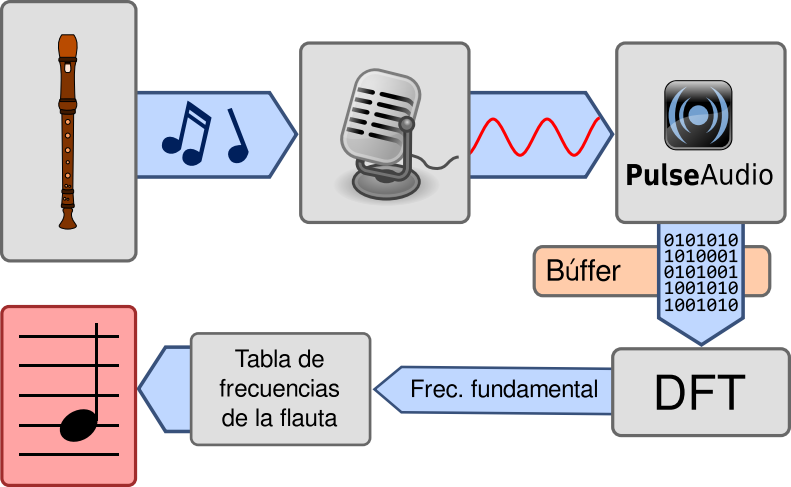 PulseAudio
0101010
1010001
0101001
1001010
1001010
Búffer
DFT
Frec. fundamental
Tabla de
frecuencias
de la flauta